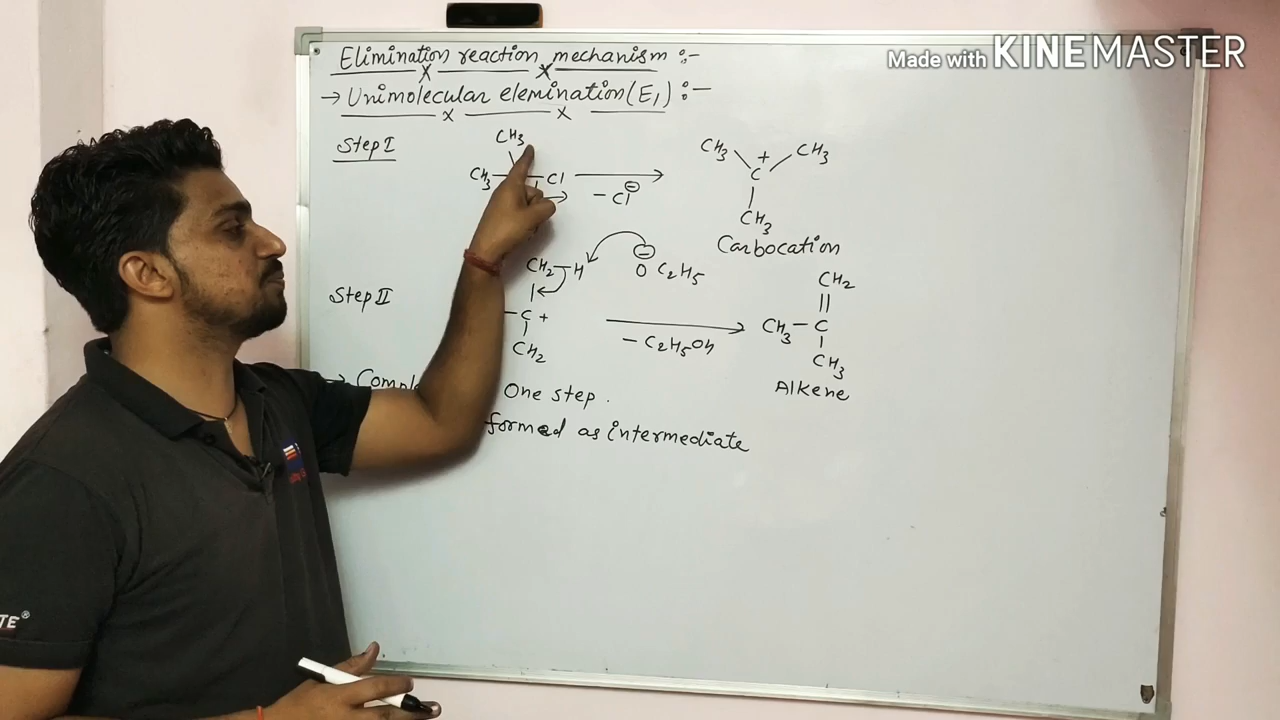 Made with KINEMASTER
Elimination reaction mechanism :-
→ Unimolecular elemination (E1) :-
Step I
CH3
CH3 Cl → - Cl⊖
CH3 C+ CH3
CH3
Carbocation
Step II
CH2-H ⊖O C2H5
-C+
CH2
→ - C2H5OH
CH2
||
CH3-C
CH3
Alkene
One step.
formed as intermediate
TE®